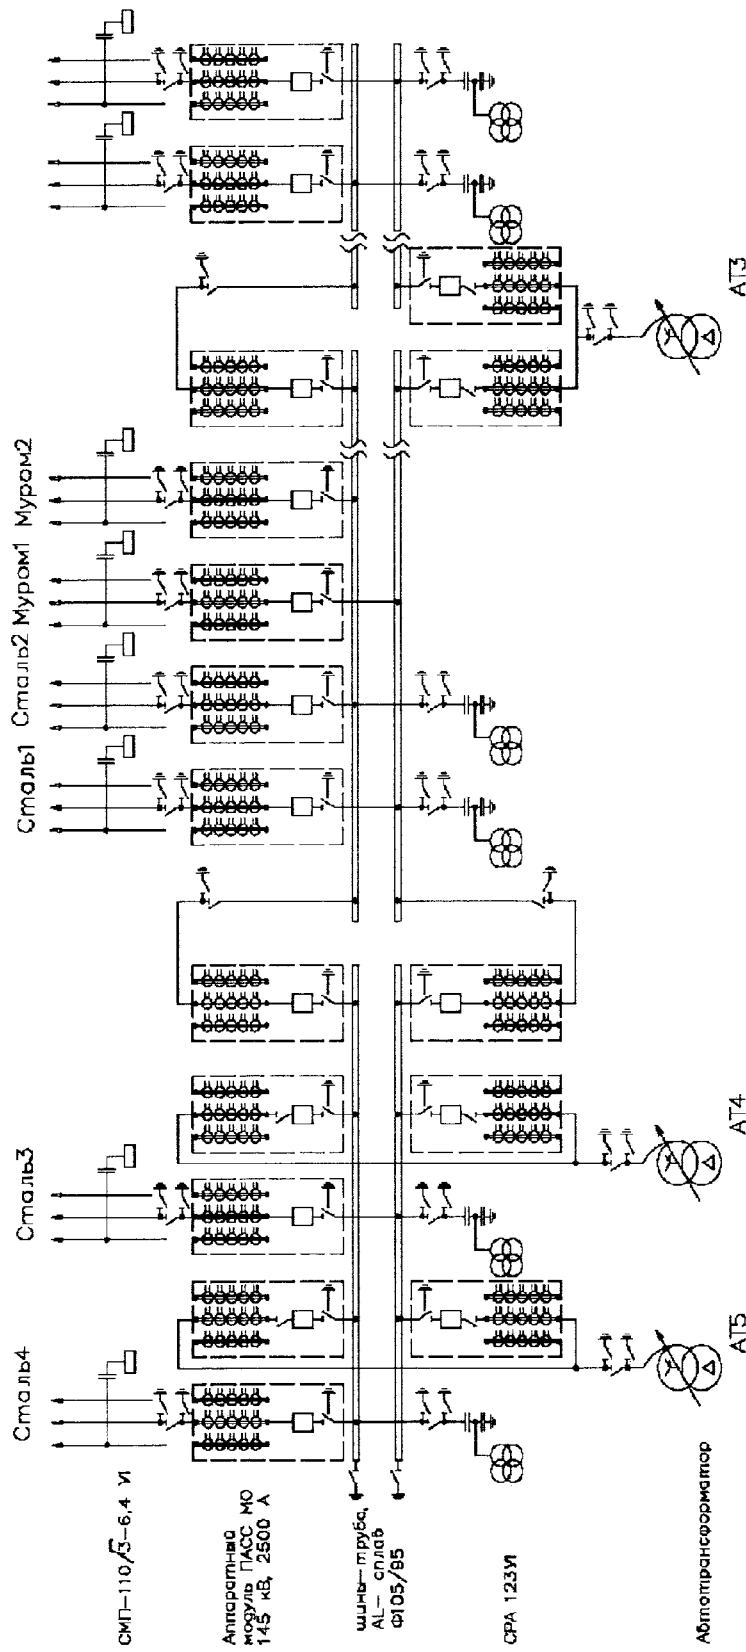 СМП-110/√3-6,4 У1
Сталь4
Сталь3
Сталь1
Сталь2
Муром1
Муром2
Аппаратный
модуль ПАСС МО
145 кВ, 2500 А
шины-труба,
AL- сплав
Ф105/95
СРА 123У1
Автотрансформатор
АТ5
АТ4
АТ3